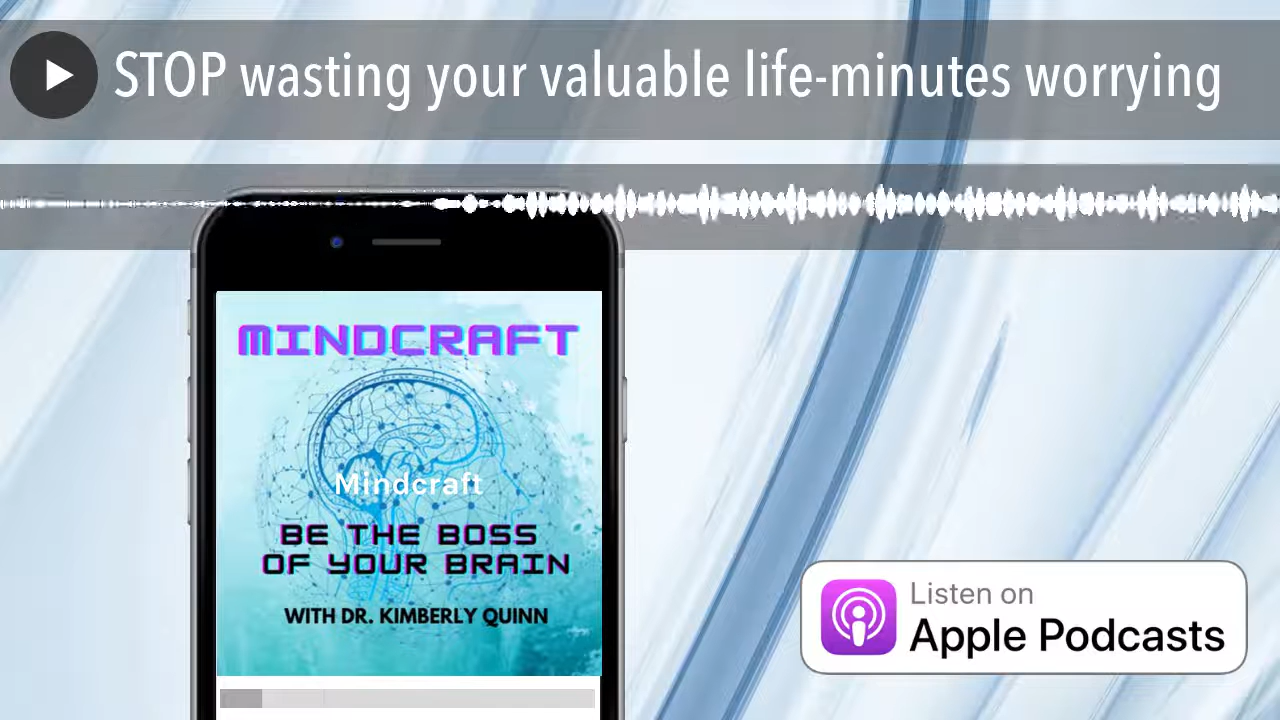 STOP wasting your valuable life-minutes worrying
MINDCRAFT
Mindcraft
BE THE BOSS
OF YOUR BRAIN
WITH DR. KIMBERLY QUINN
Listen on
Apple Podcasts